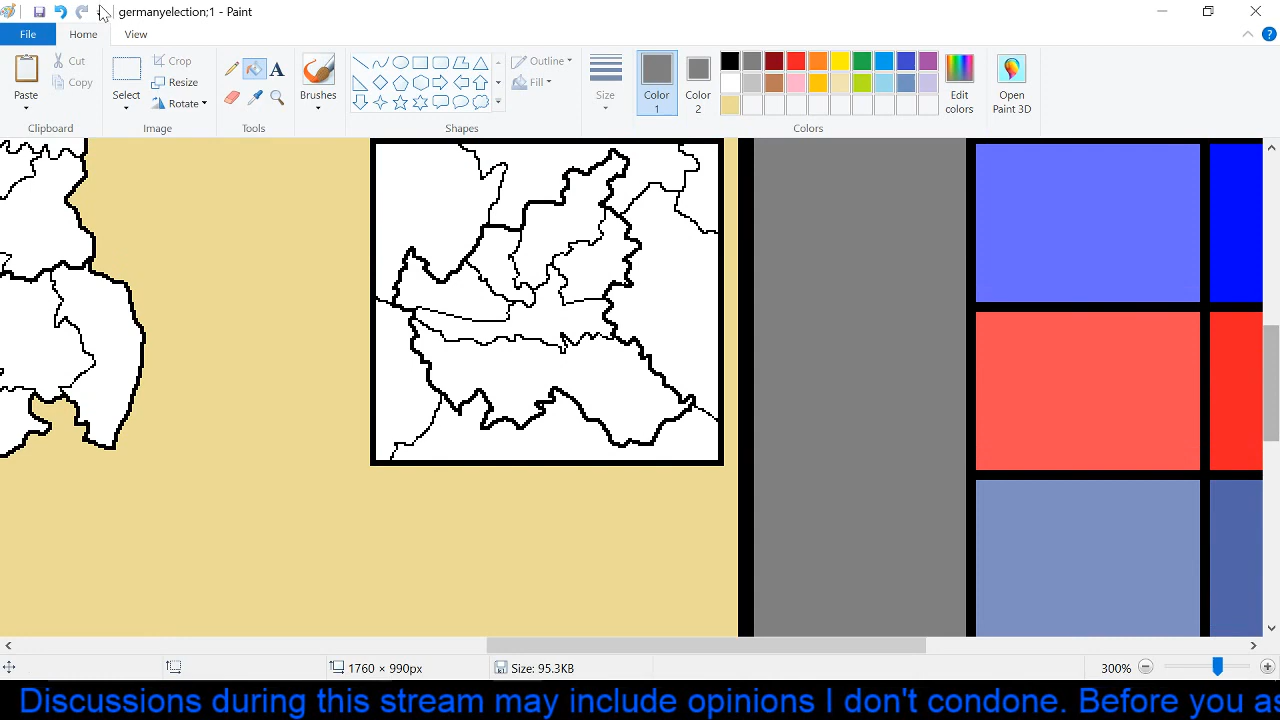 germanyelection;1 - Paint
File
Home
View
Paste
Cut
Copy
Clipboard
Select
Crop
Resize
Rotate
Image
Tools
Brushes
Outline
Fill
Shapes
Size
Color 1
Color 2
Edit colors
Colors
Open Paint 3D
1760 × 990px
Size: 95.3KB
300%
Discussions during this stream may include opinions I don't condone. Before you as